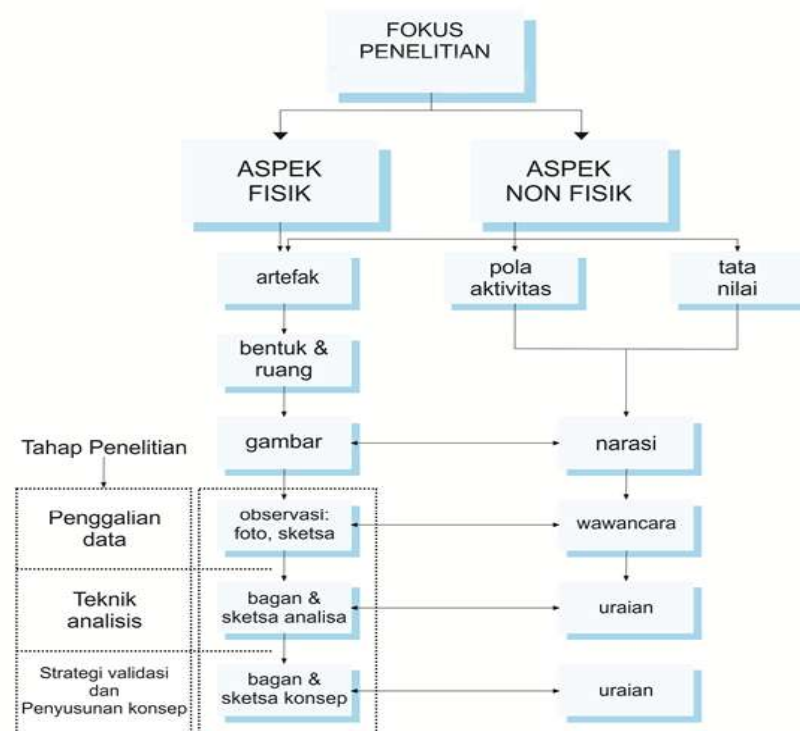 FOKUS
PENELITIAN
ASPEK
FISIK
ASPEK
NON FISIK
artefak
pola
aktivitas
tata
nilai
bentuk &
ruang
gambar
narasi
Tahap Penelitian
Penggalian
data
observasi:
foto, sketsa
wawancara
Teknik
analisis
bagan &
sketsa analisa
uraian
Strategi validasi
dan
Penyusunan konsep
bagan &
sketsa konsep
uraian